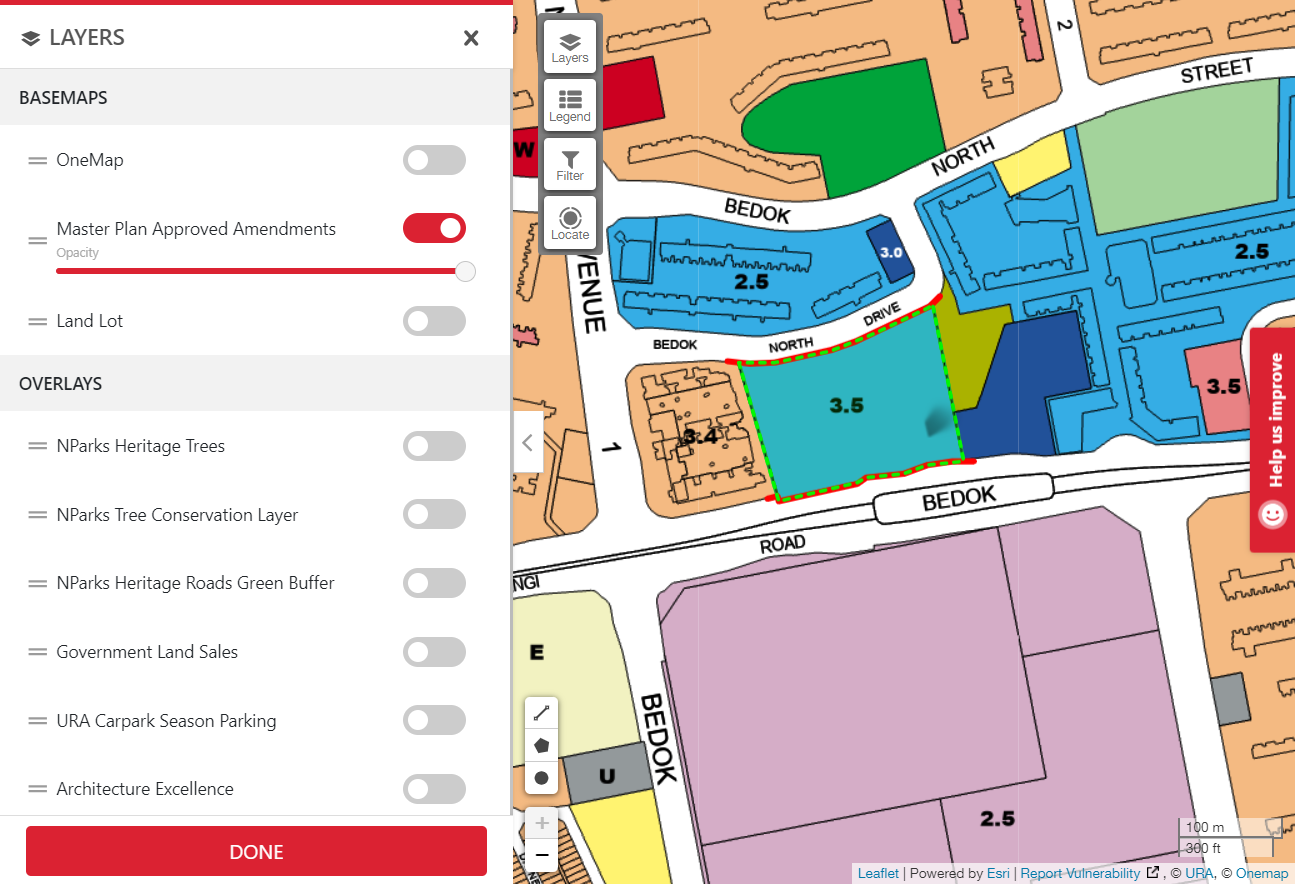 LAYERS
BASEMAPS
OneMap
Master Plan Approved Amendments
Opacity
Land Lot
OVERLAYS
NParks Heritage Trees
NParks Tree Conservation Layer
NParks Heritage Roads Green Buffer
Government Land Sales
URA Carpark Season Parking
Architecture Excellence
DONE
Layers
Legend
Filter
Locate
W
2
STREET
NORTH
BEDOK
3.0
2.5
2.5
VENUE
DRIVE
NORTH
BEDOK
3.5
3.5
3.4
1
BEDOK
ROAD
NGI
E
BEDOK
U
2.5
Help us improve
100 m
300 ft
Leaflet | Powered by Esri | Report Vulnerability , © URA, © Onemap